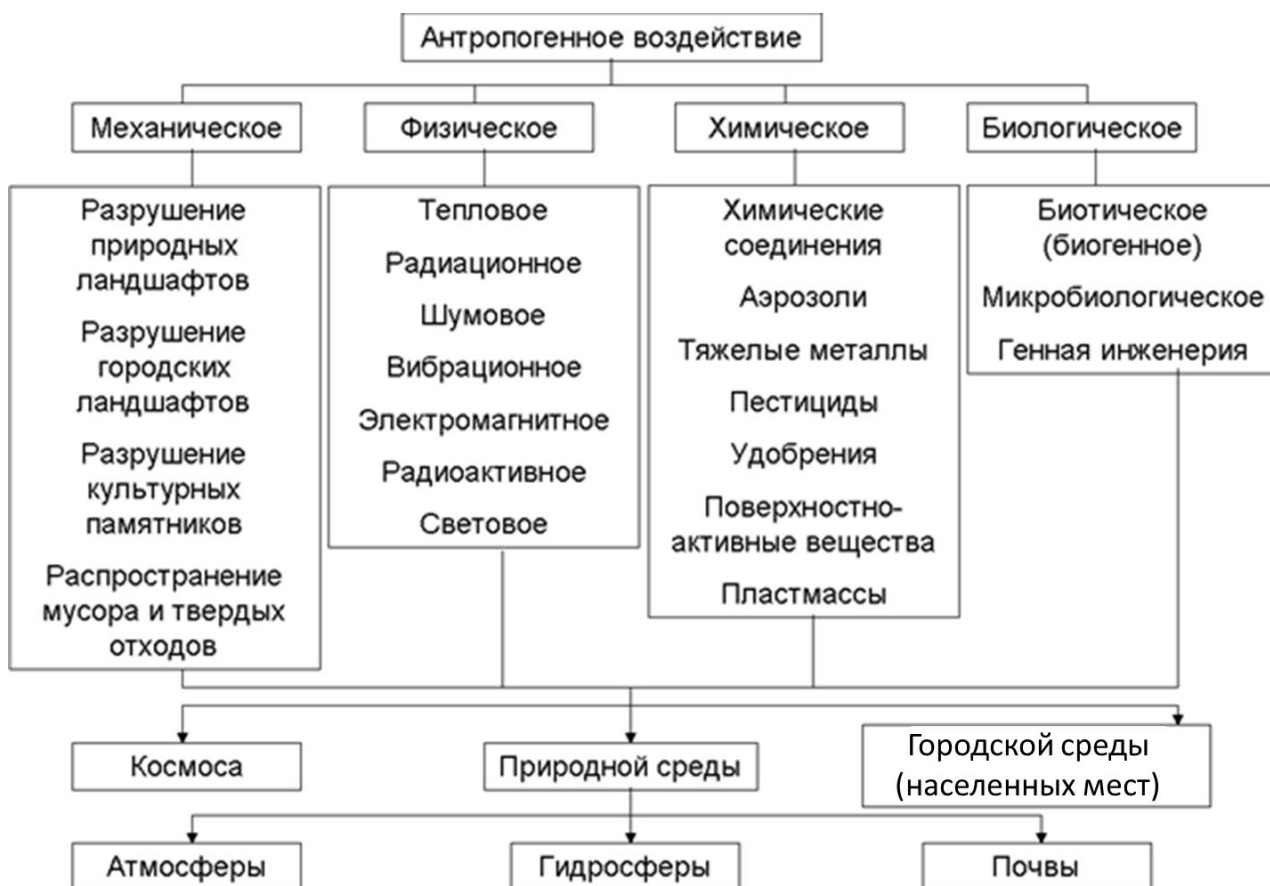 Антропогенное воздействие
Механическое
Физическое
Химическое
Биологическое
Разрушение
природных
ландшафтов
Разрушение
городских
ландшафтов
Разрушение
культурных
памятников
Распространение
мусора и твердых
отходов
Тепловое
Радиационное
Шумовое
Вибрационное
Электромагнитное
Радиоактивное
Световое
Химические
соединения
Аэрозоли
Тяжелые металлы
Пестициды
Удобрения
Поверхностно-
активные вещества
Пластмассы
Биотическое
(биогенное)
Микробиологическое
Генная инженерия
Космоса
Природной среды
Городской среды
(населенных мест)
Атмосферы
Гидросферы
Почвы